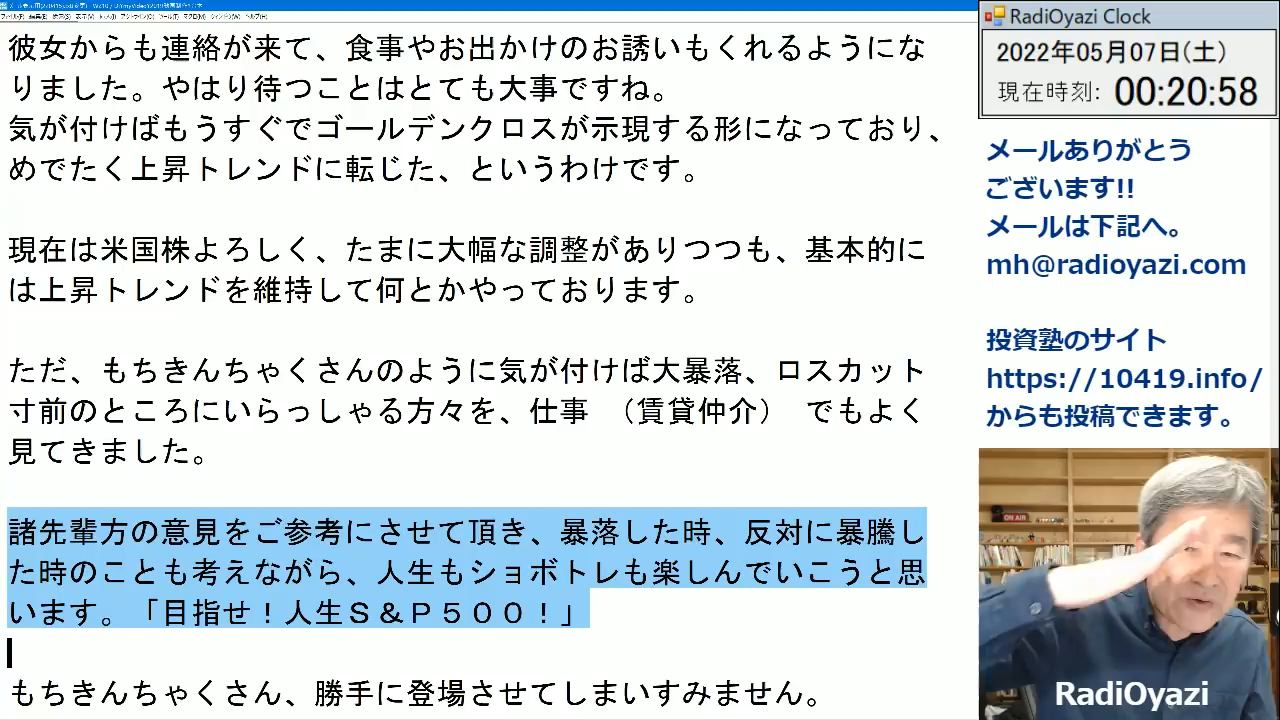 彼女からも連絡が来て、食事やお出かけのお誘いもくれるようにな
りました。やはり待つことはとても大事ですね。
気が付けばもうすぐでゴールデンクロスが示現する形になっており、
めでたく上昇トレンドに転じた、というわけです。
現在は米国株よろしく、たまに大幅な調整がありつつも、基本的に
は上昇トレンドを維持して何とかやっております。
ただ、もちきんちゃくさんのように気が付けば大暴落、ロスカット
寸前のところにいらっしゃる方々を、仕事 （賃貸仲介） でもよく
見てきました。
諸先輩方の意見をご参考にさせて頂き、暴落した時、反対に暴騰し
た時のことも考えながら、人生もショボトレも楽しんでいこうと思
います。「目指せ！人生Ｓ＆Ｐ５００！」
もちきんちゃくさん、勝手に登場させてしまいすみません。
RadiOyazi Clock
2022年05月07日(土)
現在時刻: 00:20:58
メールありがとう
ございます!!
メールは下記へ。
mh@radioyazi.com
投資塾のサイト
https://10419.info/
からも投稿できます。
ON AIR
RadiOyazi